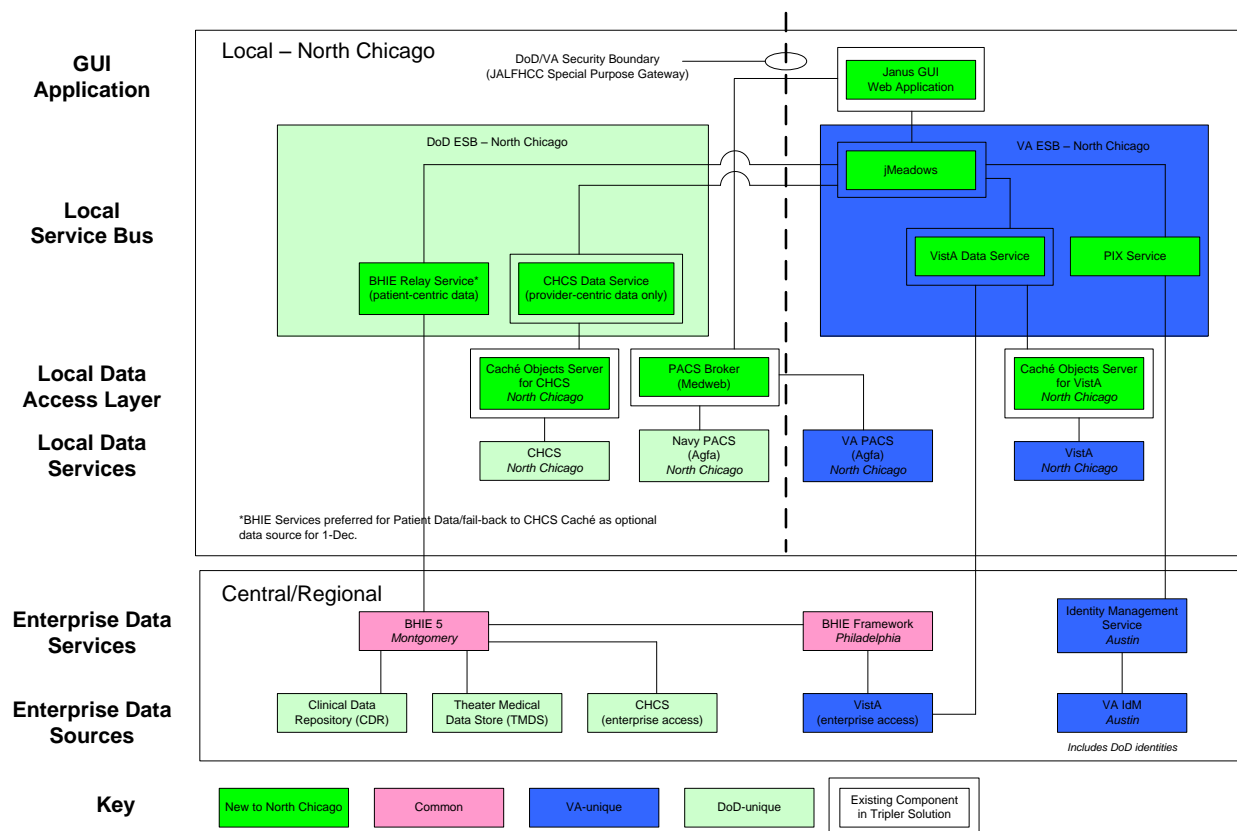 Local – North Chicago
GUI
Application
DoD/VA Security Boundary
(JALFHCC Special Purpose Gateway)
Janus GUI
Web Application
DoD ESB – North Chicago
VA ESB – North Chicago
jMeadows
Local
Service Bus
BHIE Relay Service*
(patient-centric data)
CHCS Data Service
(provider-centric data only)
VistA Data Service
PIX Service
Local Data
Access Layer
Caché Objects Server
for CHCS
North Chicago
PACS Broker
(Medweb)
Caché Objects Server
for VistA
North Chicago
Local Data
Services
CHCS
North Chicago
Navy PACS
(Agfa)
North Chicago
VA PACS
(Agfa)
North Chicago
VistA
North Chicago
*BHIE Services preferred for Patient Data/fail-back to CHCS Caché as optional
data source for 1-Dec.
Central/Regional
Enterprise Data
Services
BHIE 5
Montgomery
BHIE Framework
Philadelphia
Identity Management
Service
Austin
Enterprise Data
Sources
Clinical Data
Repository (CDR)
Theater Medical
Data Store (TMDS)
CHCS
(enterprise access)
VistA
(enterprise access)
VA IdM
Austin
Includes DoD identities
Key
New to North Chicago
Common
VA-unique
DoD-unique
Existing Component
in Tripler Solution